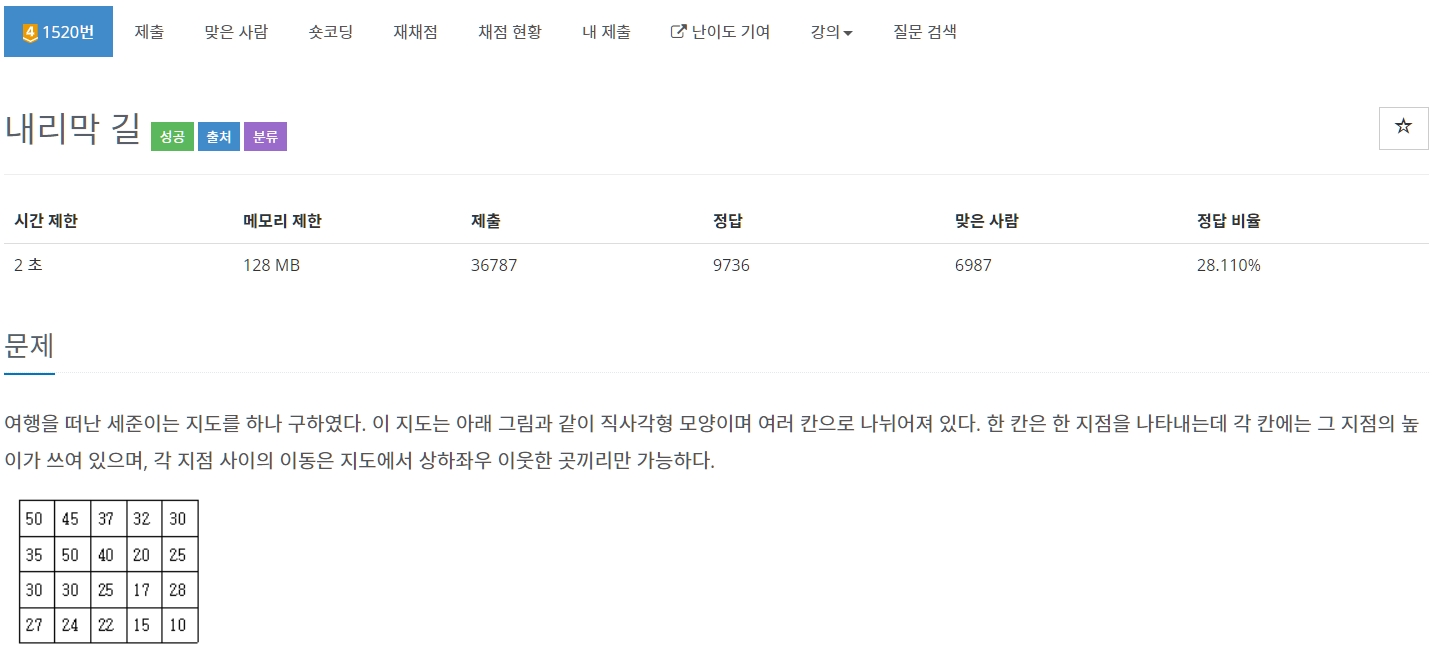 4 1520번 제출 맞은 사람 숏코딩 재채점 채점 현황 내 제출 난이도 기여 강의 질문 검색
내리막 길 성공 출처 분류
시간 제한 메모리 제한 제출 정답 맞은 사람 정답 비율
2 초 128 MB 36787 9736 6987 28.110%
문제
여행을 떠난 세준이는 지도를 하나 구하였다. 이 지도는 아래 그림과 같이 직사각형 모양이며 여러 칸으로 나뉘어져 있다. 한 칸은 한 지점을 나타내는데 각 칸에는 그 지점의 높
이가 쓰여 있으며, 각 지점 사이의 이동은 지도에서 상하좌우 이웃한 곳끼리만 가능하다.
50 45 37 32 30
35 50 40 20 25
30 30 25 17 28
27 24 22 15 10